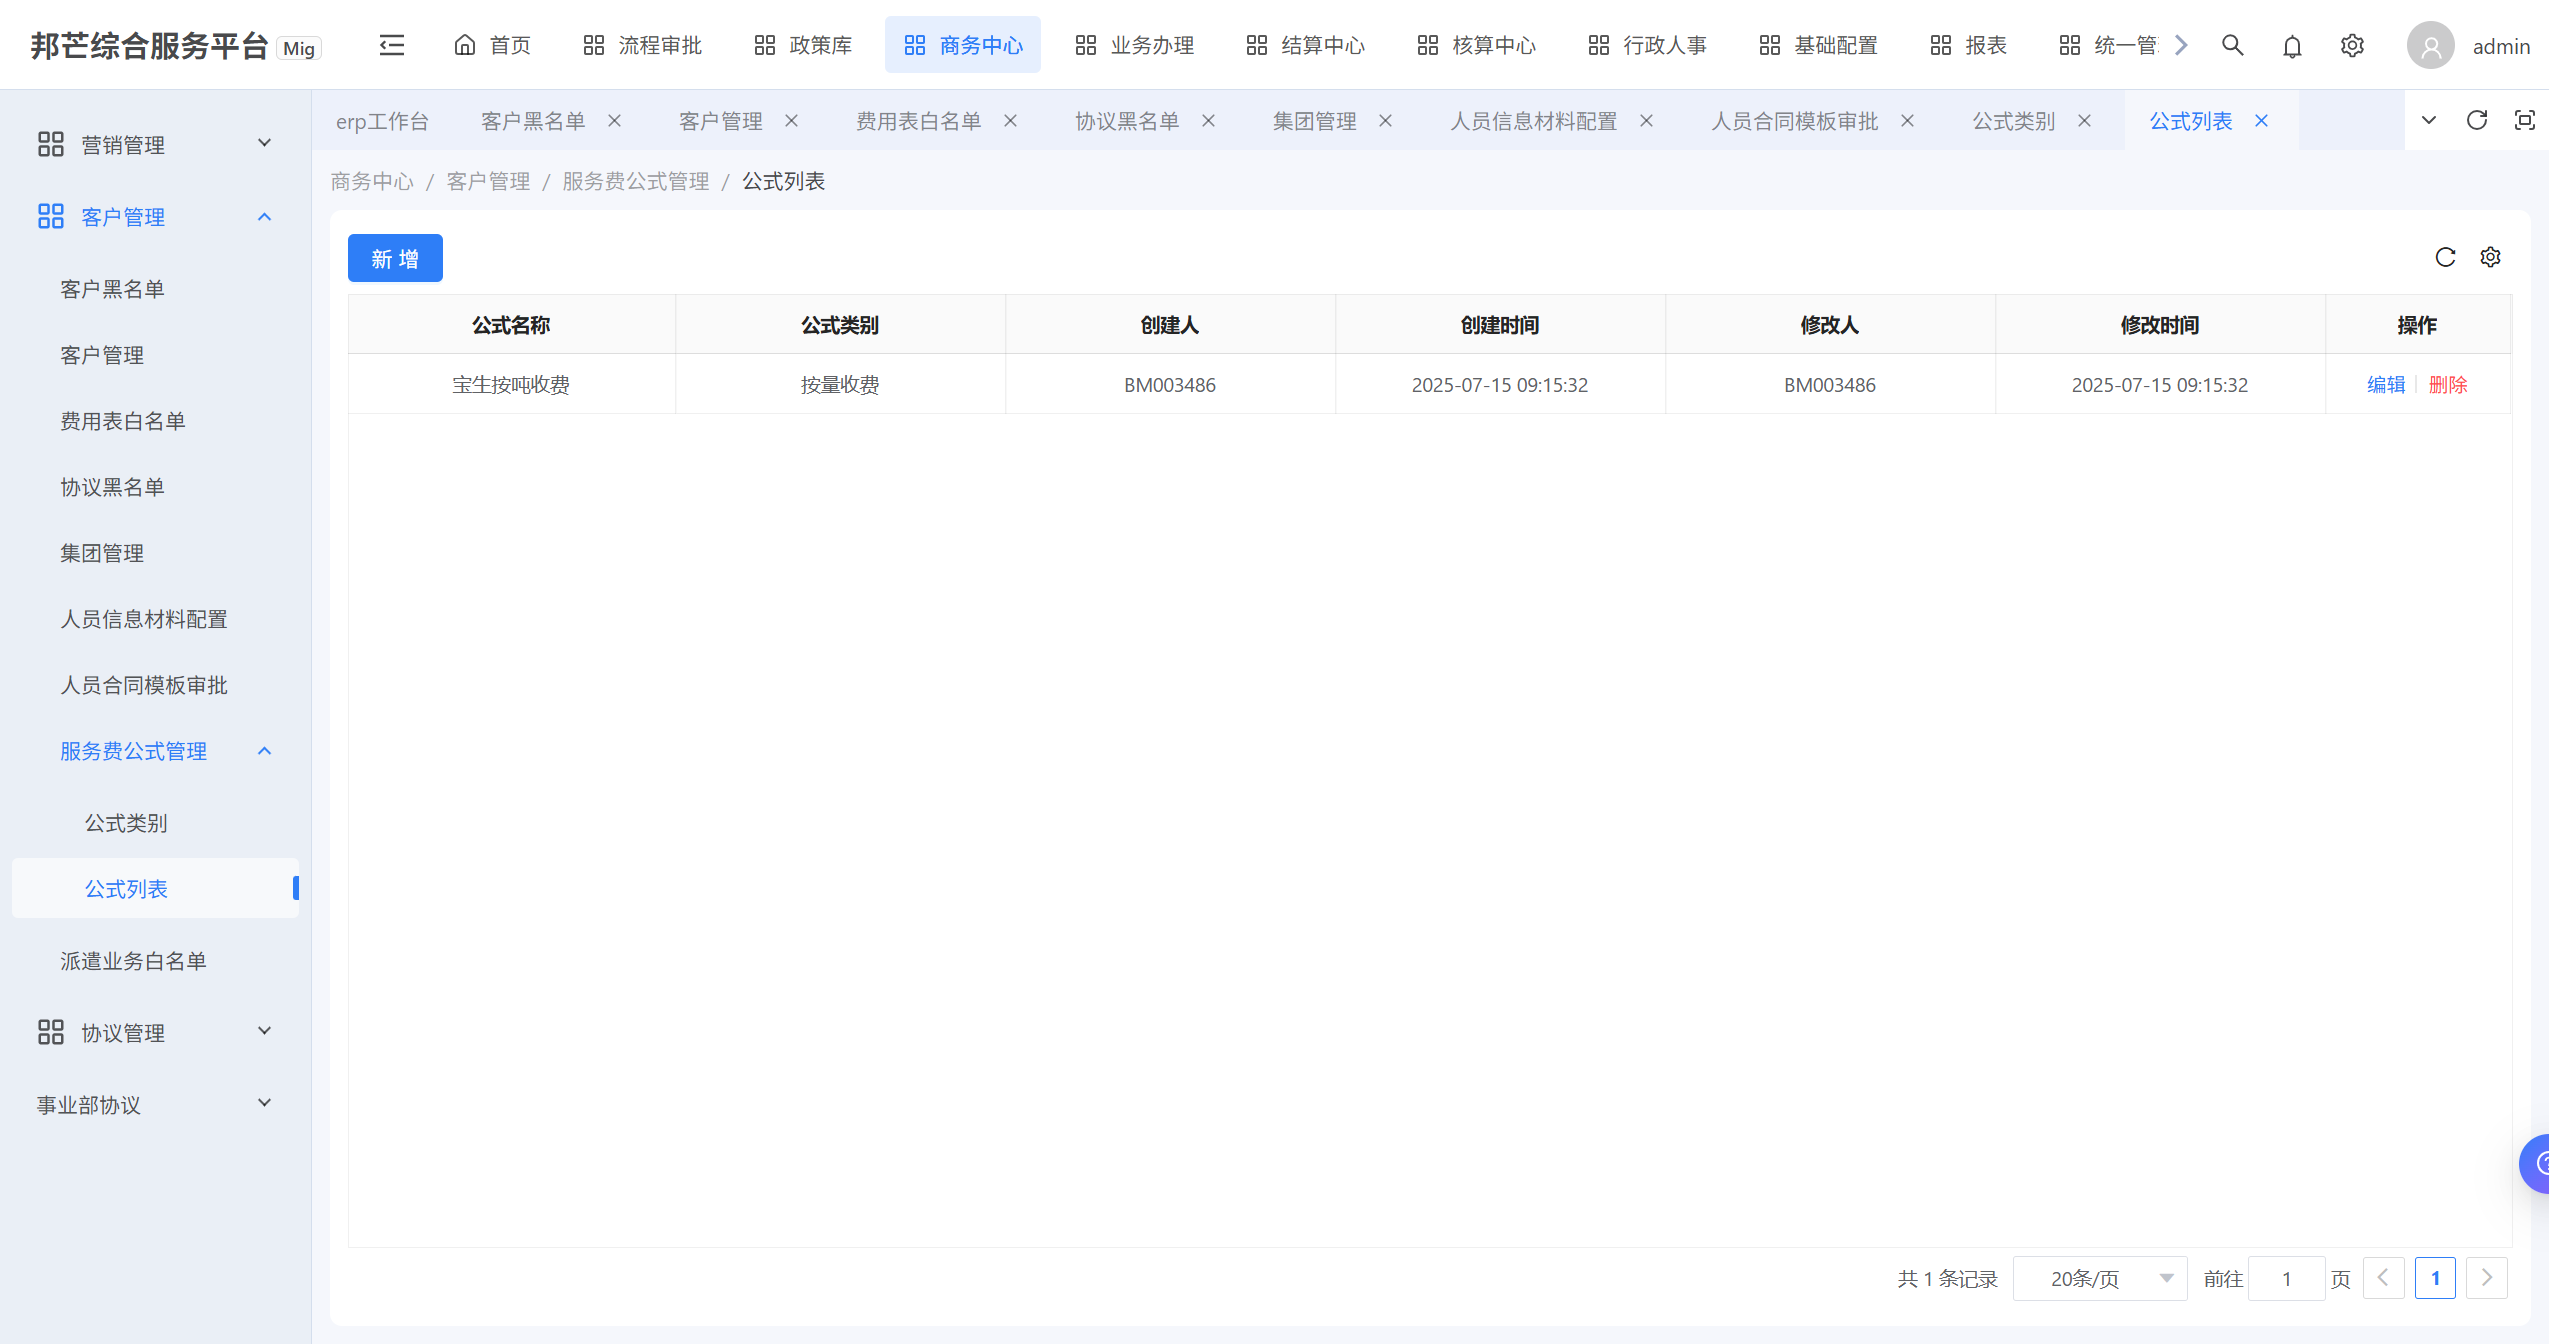 邦芒综合服务平台 Mig 首页 流程审批 政策库 商务中心 业务办理 结算中心 核算中心 行政人事 基础配置 报表 统一管 admin
erp工作台 客户黑名单 客户管理 费用表白名单 协议黑名单 集团管理 人员信息材料配置 人员合同模板审批 公式类别 公式列表
商务中心 / 客户管理 / 服务费公式管理 / 公式列表
营销管理
客户管理
客户黑名单
客户管理
费用表白名单
协议黑名单
集团管理
人员信息材料配置
人员合同模板审批
服务费公式管理
公式类别
公式列表
派遣业务白名单
协议管理
事业部协议
新增
公式名称 公式类别 创建人 创建时间 修改人 修改时间 操作
宝生按吨收费 按量收费 BM003486 2025-07-15 09:15:32 BM003486 2025-07-15 09:15:32 编辑 删除
共 1 条记录 20条/页 前往 1 页 1